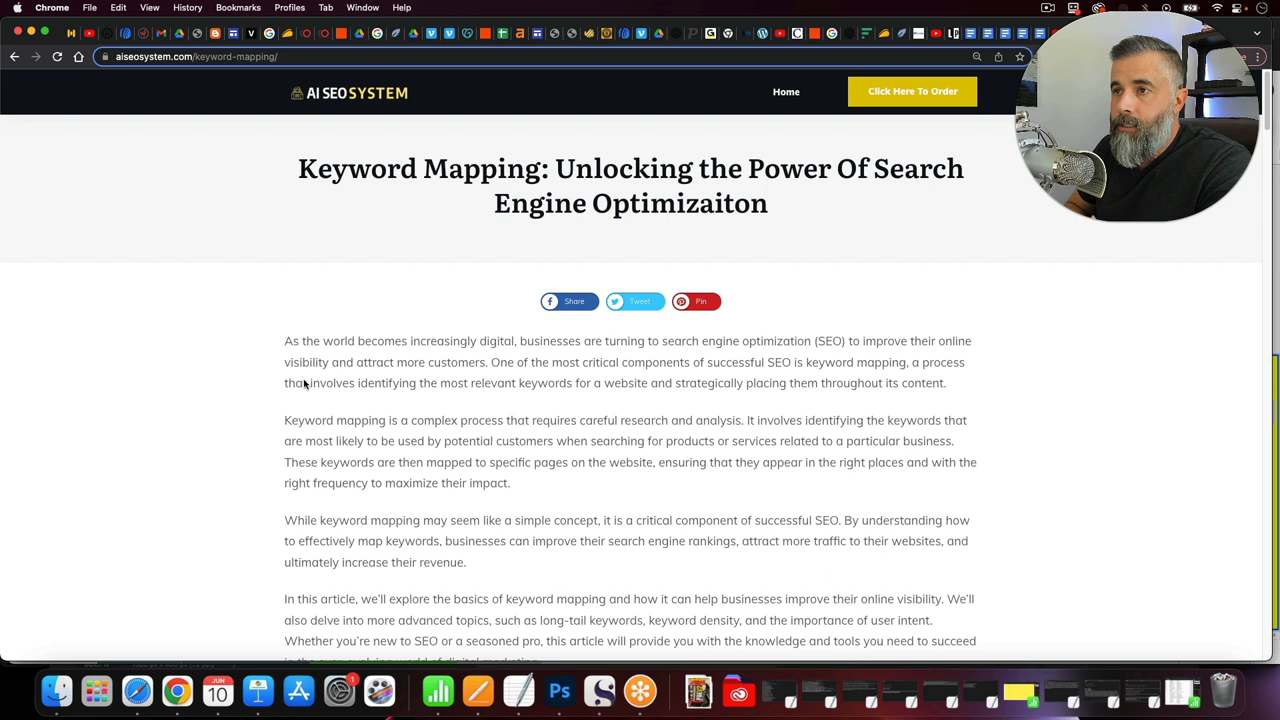 Chrome File Edit View History Bookmarks Profiles Tab Window Help
aiseosystem.com/keyword-mapping/
AI SEO SYSTEM
Home
Click Here To Order
Keyword Mapping: Unlocking the Power Of Search
Engine Optimizaiton
Share
Tweet
Pin
As the world becomes increasingly digital, businesses are turning to search engine optimization (SEO) to improve their online
visibility and attract more customers. One of the most critical components of successful SEO is keyword mapping, a process
that involves identifying the most relevant keywords for a website and strategically placing them throughout its content.
Keyword mapping is a complex process that requires careful research and analysis. It involves identifying the keywords that
are most likely to be used by potential customers when searching for products or services related to a particular business.
These keywords are then mapped to specific pages on the website, ensuring that they appear in the right places and with the
right frequency to maximize their impact.
While keyword mapping may seem like a simple concept, it is a critical component of successful SEO. By understanding how
to effectively map keywords, businesses can improve their search engine rankings, attract more traffic to their websites, and
ultimately increase their revenue.
In this article, we'll explore the basics of keyword mapping and how it can help businesses improve their online visibility. We'll
also delve into more advanced topics, such as long-tail keywords, keyword density, and the importance of user intent.
Whether you're new to SEO or a seasoned pro, this article will provide you with the knowledge and tools you need to succeed
JUN
10
1
Ps